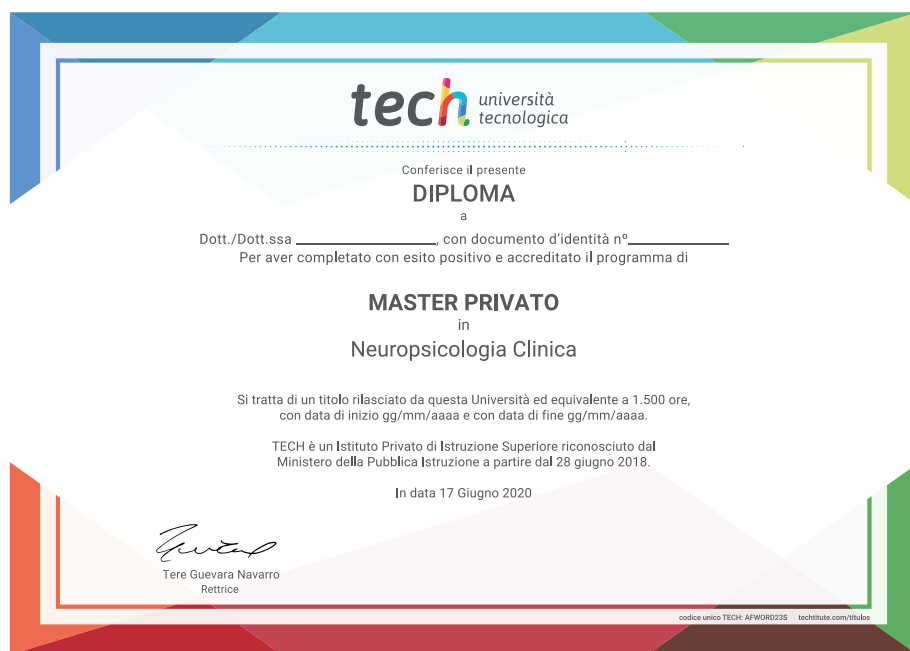 tech università
tecnologica
Conferisce il presente
DIPLOMA
a
Dott./Dott.ssa ________________, con documento d'identità nº____________
Per aver completato con esito positivo e accreditato il programma di
MASTER PRIVATO
in
Neuropsicologia Clinica
Si tratta di un titolo rilasciato da questa Università ed equivalente a 1.500 ore,
con data di inizio gg/mm/aaaa e con data di fine gg/mm/aaaa.
TECH è un Istituto Privato di Istruzione Superiore riconosciuto dal
Ministero della Pubblica Istruzione a partire dal 28 giugno 2018.
In data 17 Giugno 2020
Tere Guevara Navarro
Rettrice
codice unico TECH: AFWORD23S techtitute.com/títulos